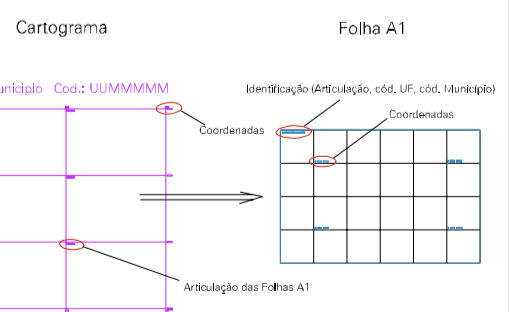 Cartograma
Folha A1
unicípio Cod.: UUMMMMM
Identificação (Articulação, cód. UF, cód. Município)
Coordenadas
Coordenadas
Articulação das Folhas A1